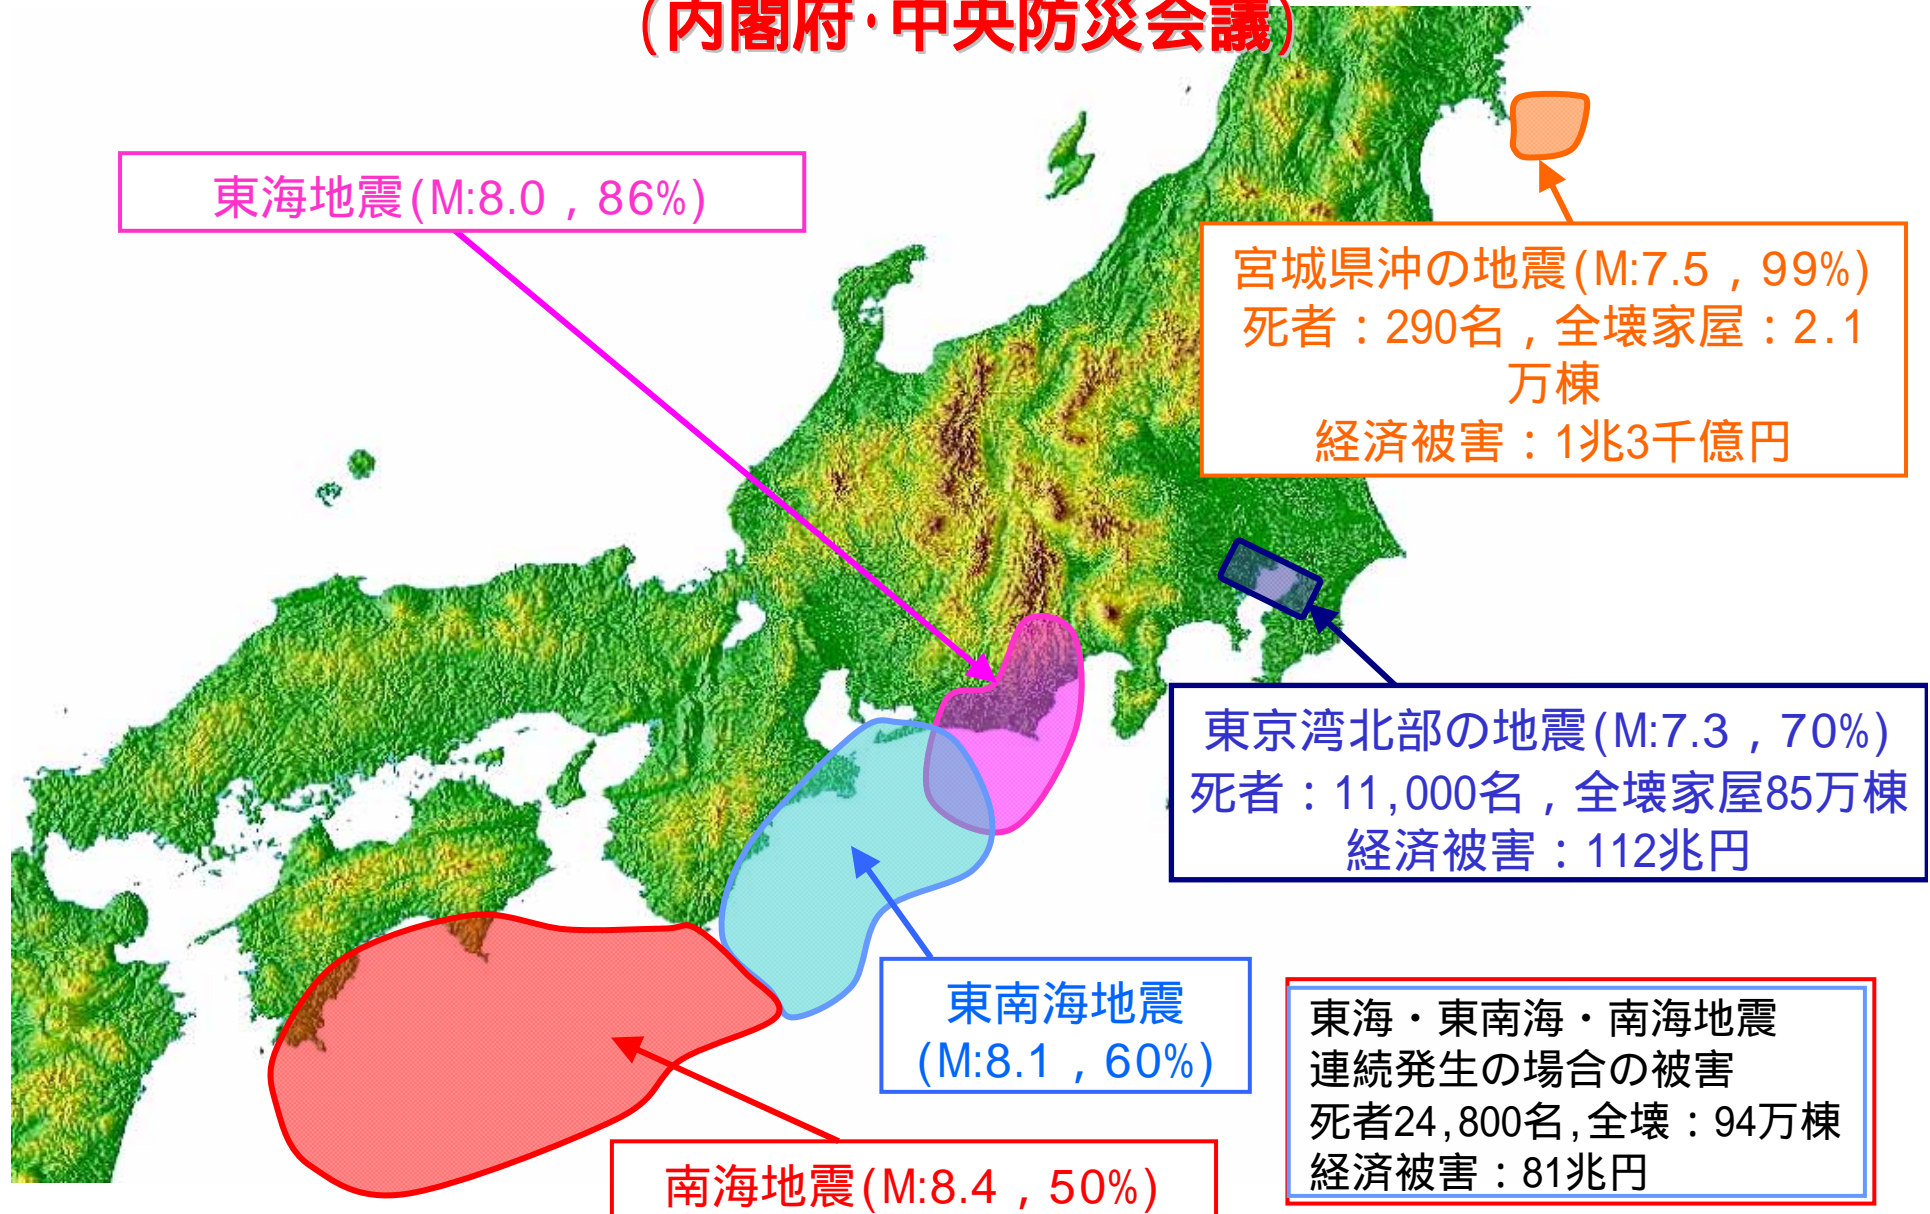 (内閣府･中央防災会議)
東海地震(M:8.0，86%)
宮城県沖の地震(M:7.5，99%)
死者：290名，全壊家屋：2.1
万棟
経済被害：1兆3千億円
東京湾北部の地震(M:7.3，70%)
死者：11,000名，全壊家屋85万棟
経済被害：112兆円
東南海地震
(M:8.1，60%)
東海・東南海・南海地震
連続発生の場合の被害
死者24,800名,全壊：94万棟
経済被害：81兆円
南海地震(M:8.4，50%)